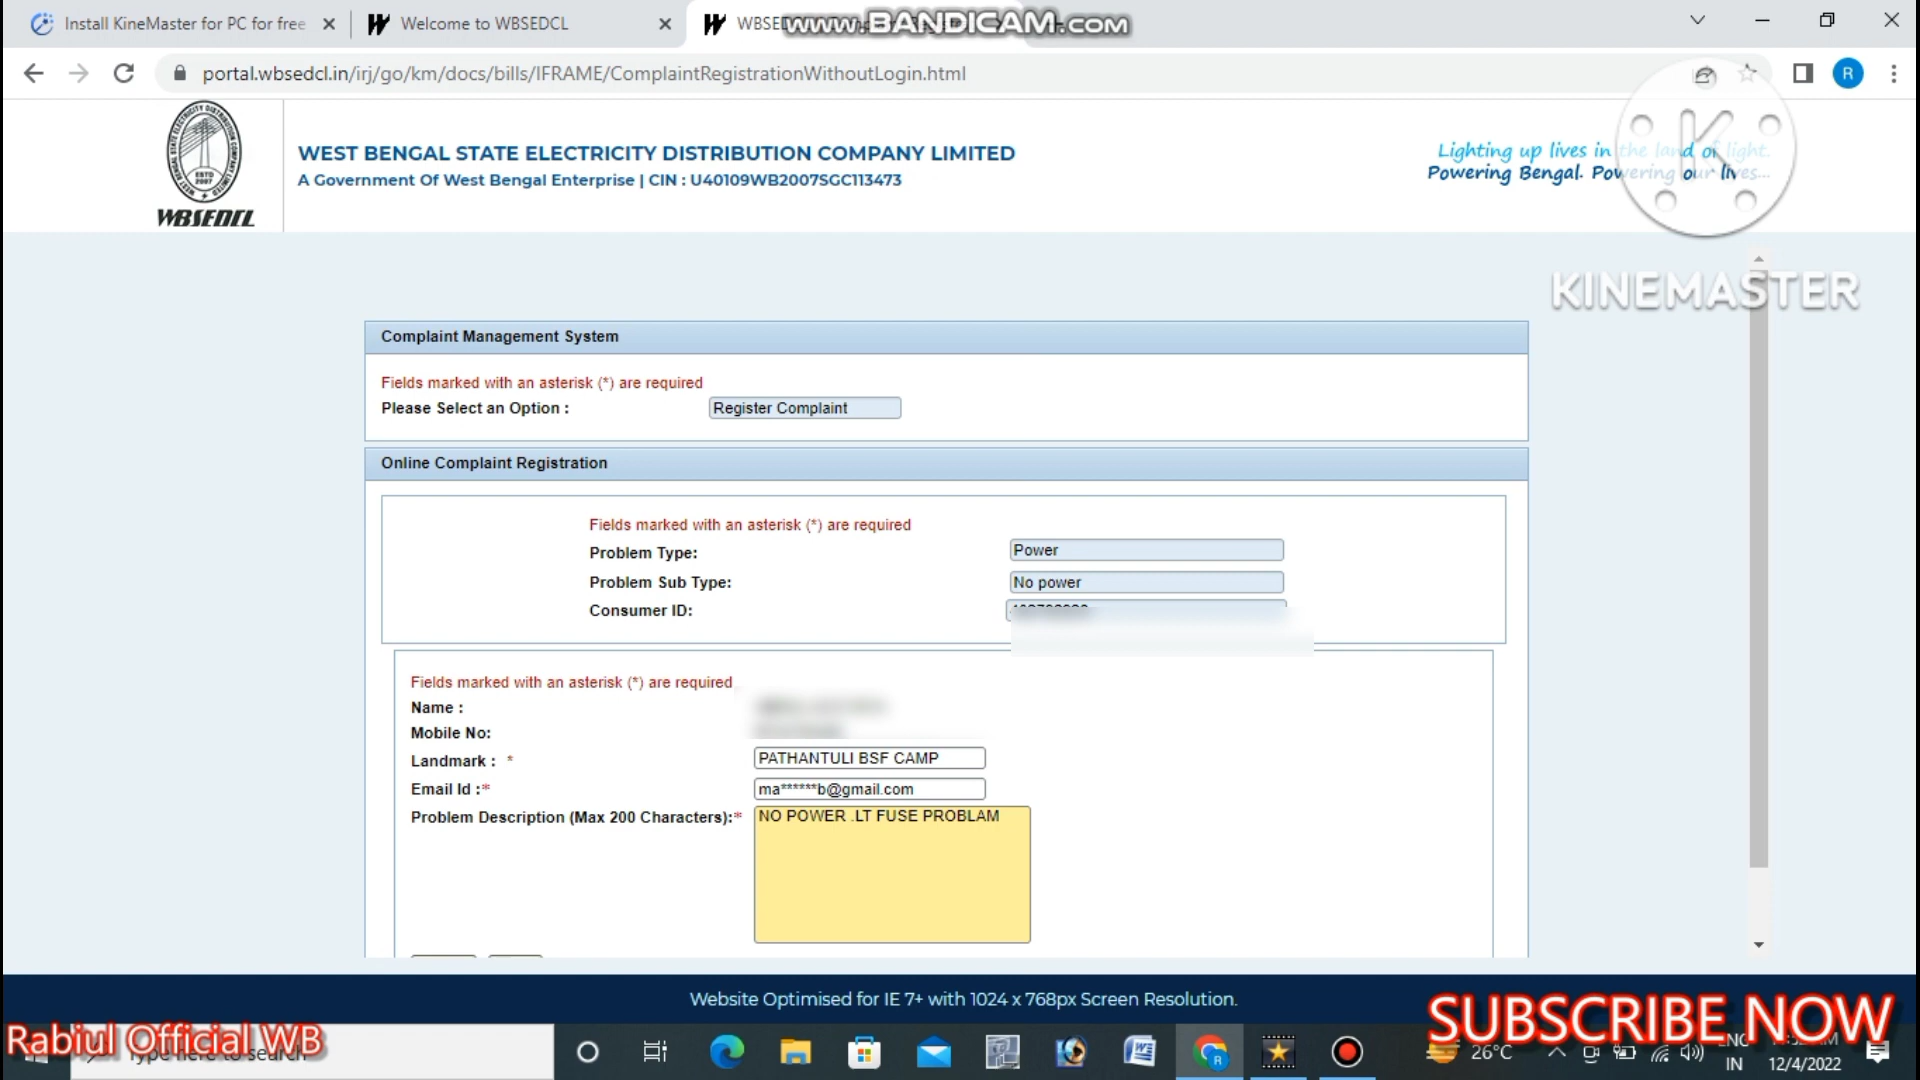 Install KineMaster for PC for free
Welcome to WBSEDCL
www.BANDICAM.com
portal.wbsedcl.in/irj/go/km/docs/bills/IFRAME/ComplaintRegistrationWithoutLogin.html
R
WEST BENGAL STATE ELECTRICITY DISTRIBUTION COMPANY LIMITED
A Government Of West Bengal Enterprise | CIN : U40109WB2007SGC113473
WBSEDCL
Lighting up lives in the land of light.
Powering Bengal. Powering our lives...
KINEMASTER
Complaint Management System
Fields marked with an asterisk (*) are required
Please Select an Option :
Register Complaint
Online Complaint Registration
Fields marked with an asterisk (*) are required
Problem Type:
Power
Problem Sub Type:
No power
Consumer ID:
Fields marked with an asterisk (*) are required
Name :
Mobile No:
Landmark : *
PATHANTULI BSF CAMP
Email Id :*
ma******b@gmail.com
Problem Description (Max 200 Characters):*
NO POWER .LT FUSE PROBLAM
Website Optimised for IE 7+ with 1024 x 768px Screen Resolution.
Rabiul Official WB
Type here to search
SUBSCRIBE NOW
26°C
ENG
IN
12/4/2022